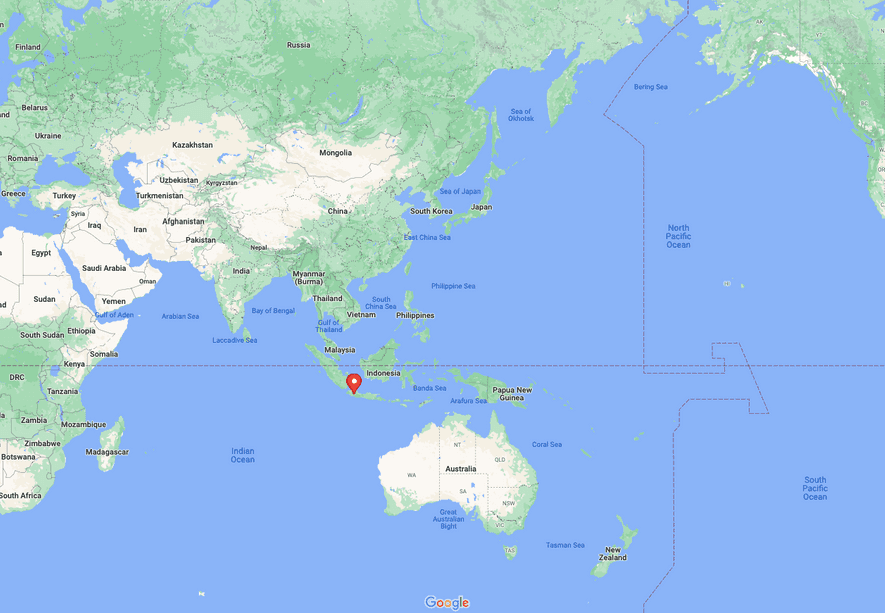 Russia
Finland
Bering Sea
AK
Sea of
Okhotsk
Belarus
Ukraine
Kazakhstan
Mongolia
Romania
Uzbekistan
Kyrgyzstan
Greece
Turkey
Turkmenistan
Sea of Japan
Syria
China
South Korea
Japan
Iraq
Iran
Afghanistan
East China Sea
North
Pacific
Ocean
Pakistan
Nepal
Egypt
Saudi Arabia
India
Myanmar
(Burma)
Oman
Philippine Sea
Sudan
Yemen
Thailand
South
China Sea
Gulf of Aden
Arabian Sea
Bay of Bengal
Vietnam
Philippines
Gulf of
Thailand
South Sudan
Ethiopia
Laccadive Sea
Malaysia
Somalia
Kenya
DRC
Indonesia
Banda Sea
Papua New
Guinea
Tanzania
Arafura Sea
Zambia
Mozambique
Zimbabwe
Madagascar
Botswana
Indian
Ocean
NT
Coral Sea
QLD
Australia
WA
SA
NSW
South Africa
South
Pacific
Ocean
Great
Australian
Bight
VIC
Tasman Sea
TAS
New
Zealand
Google